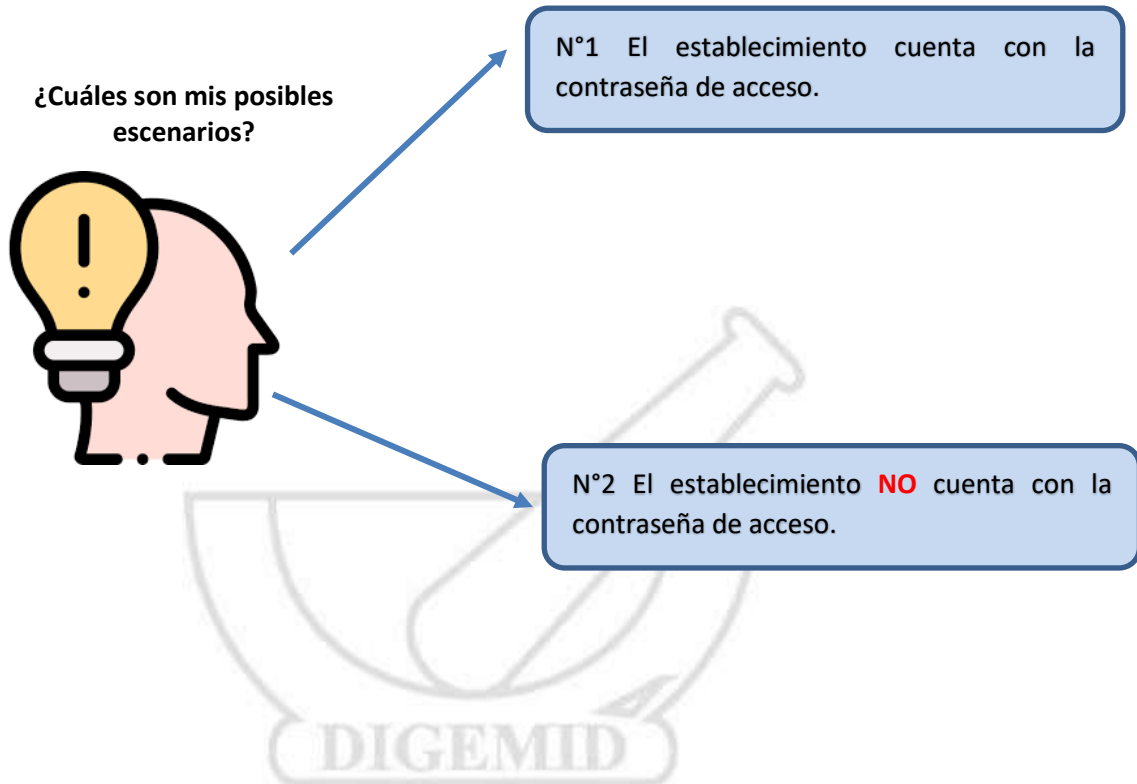 N°1 El establecimiento cuenta con la
contraseña de acceso.
¿Cuáles son mis posibles
escenarios?
N°2 El establecimiento NO cuenta con la
contraseña de acceso.
DIGEMID